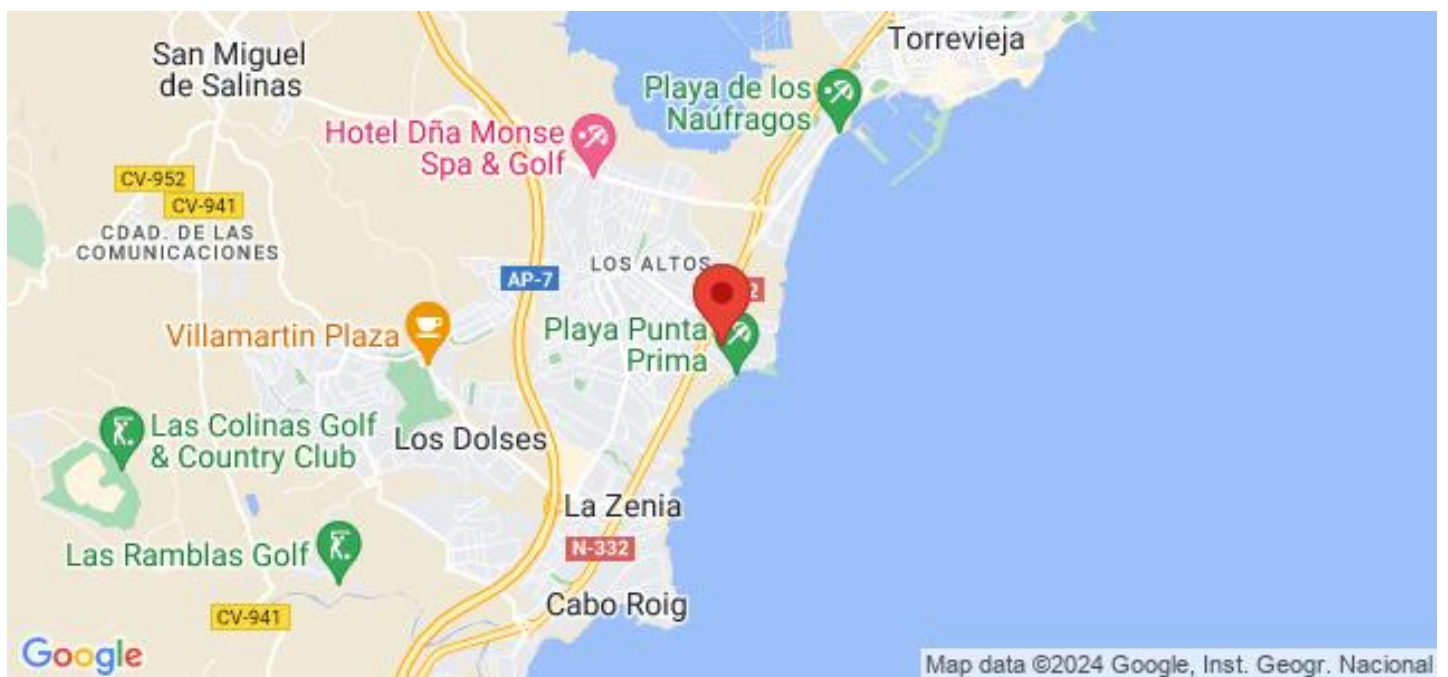 San Miguel
de Salinas
Torrevieja
Playa de los
Naúfragos
Hotel Dña Monse
Spa & Golf
CV-952
CV-941
CDAD. DE LAS
COMUNICACIONES
LOS ALTOS
AP-7
2
Villamartin Plaza
Playa Punta
Prima
Las Colinas Golf
& Country Club
Los Dolses
La Zenia
Las Ramblas Golf
N-332
Cabo Roig
CV-941
Google
Map data ©2024 Google, Inst. Geogr. Nacional